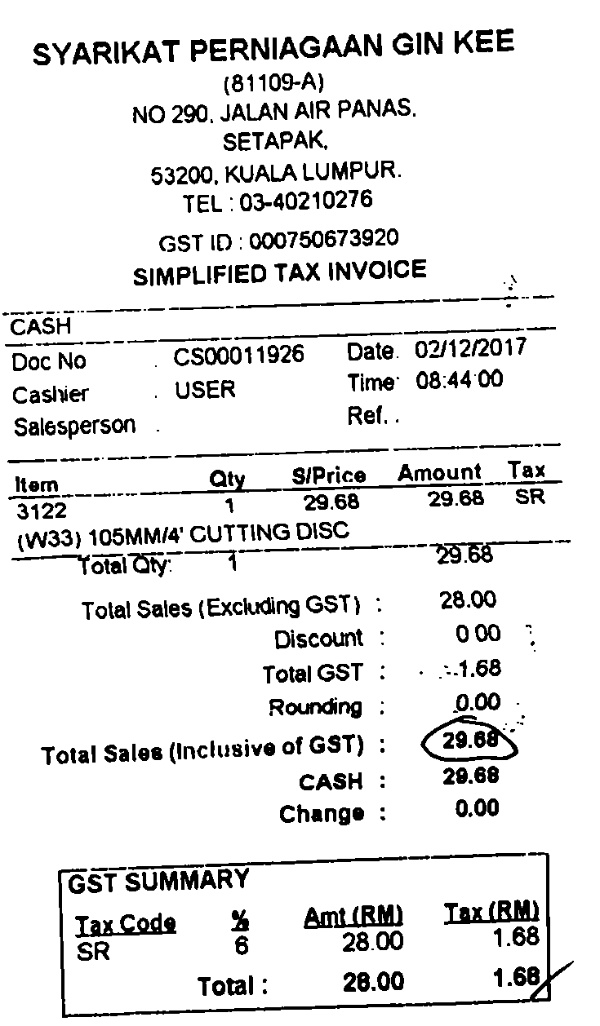 SYARIKAT PERNIAGAAN GIN KEE
(81109-A)
NO 290, JALAN AIR PANAS,
SETAPAK,
53200, KUALA LUMPUR.
TEL : 03-40210276
GST ID : 000750673920
SIMPLIFIED TAX INVOICE
CASH
Doc No : CS00011926 Date: 02/12/2017
Cashier : USER Time: 08:44:00
Salesperson : Ref. :
Item Qty S/Price Amount Tax
3122 1 29.68 29.68 SR
(W33) 105MM/4' CUTTING DISC
Total Qty: 1 29.68
Total Sales (Excluding GST) : 28.00
Discount : 0.00
Total GST : 1.68
Rounding : 0.00
Total Sales (Inclusive of GST) : 29.68
CASH : 29.68
Change : 0.00
GST SUMMARY
Tax Code % Amt (RM) Tax (RM)
SR 6 28.00 1.68
Total : 28.00 1.68